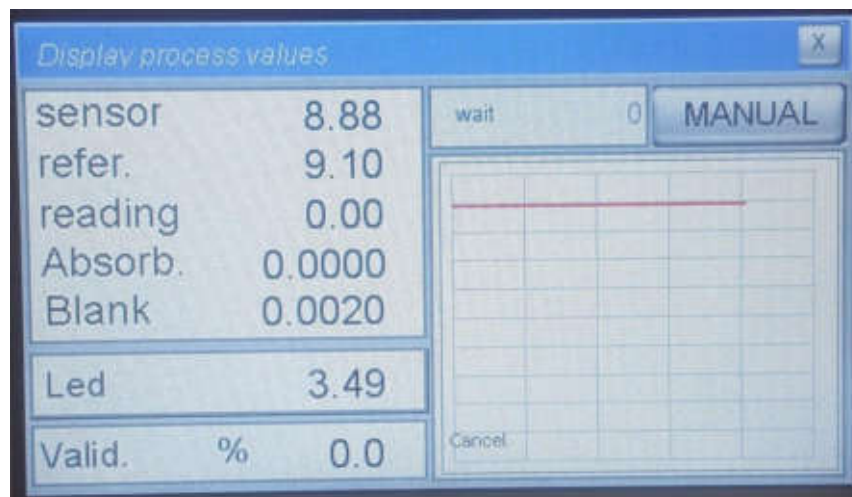 Display process values
X
sensor 8.88
refer. 9.10
reading 0.00
Absorb. 0.0000
Blank 0.0020
Led 3.49
Valid. % 0.0
wait 0
MANUAL
Cancel